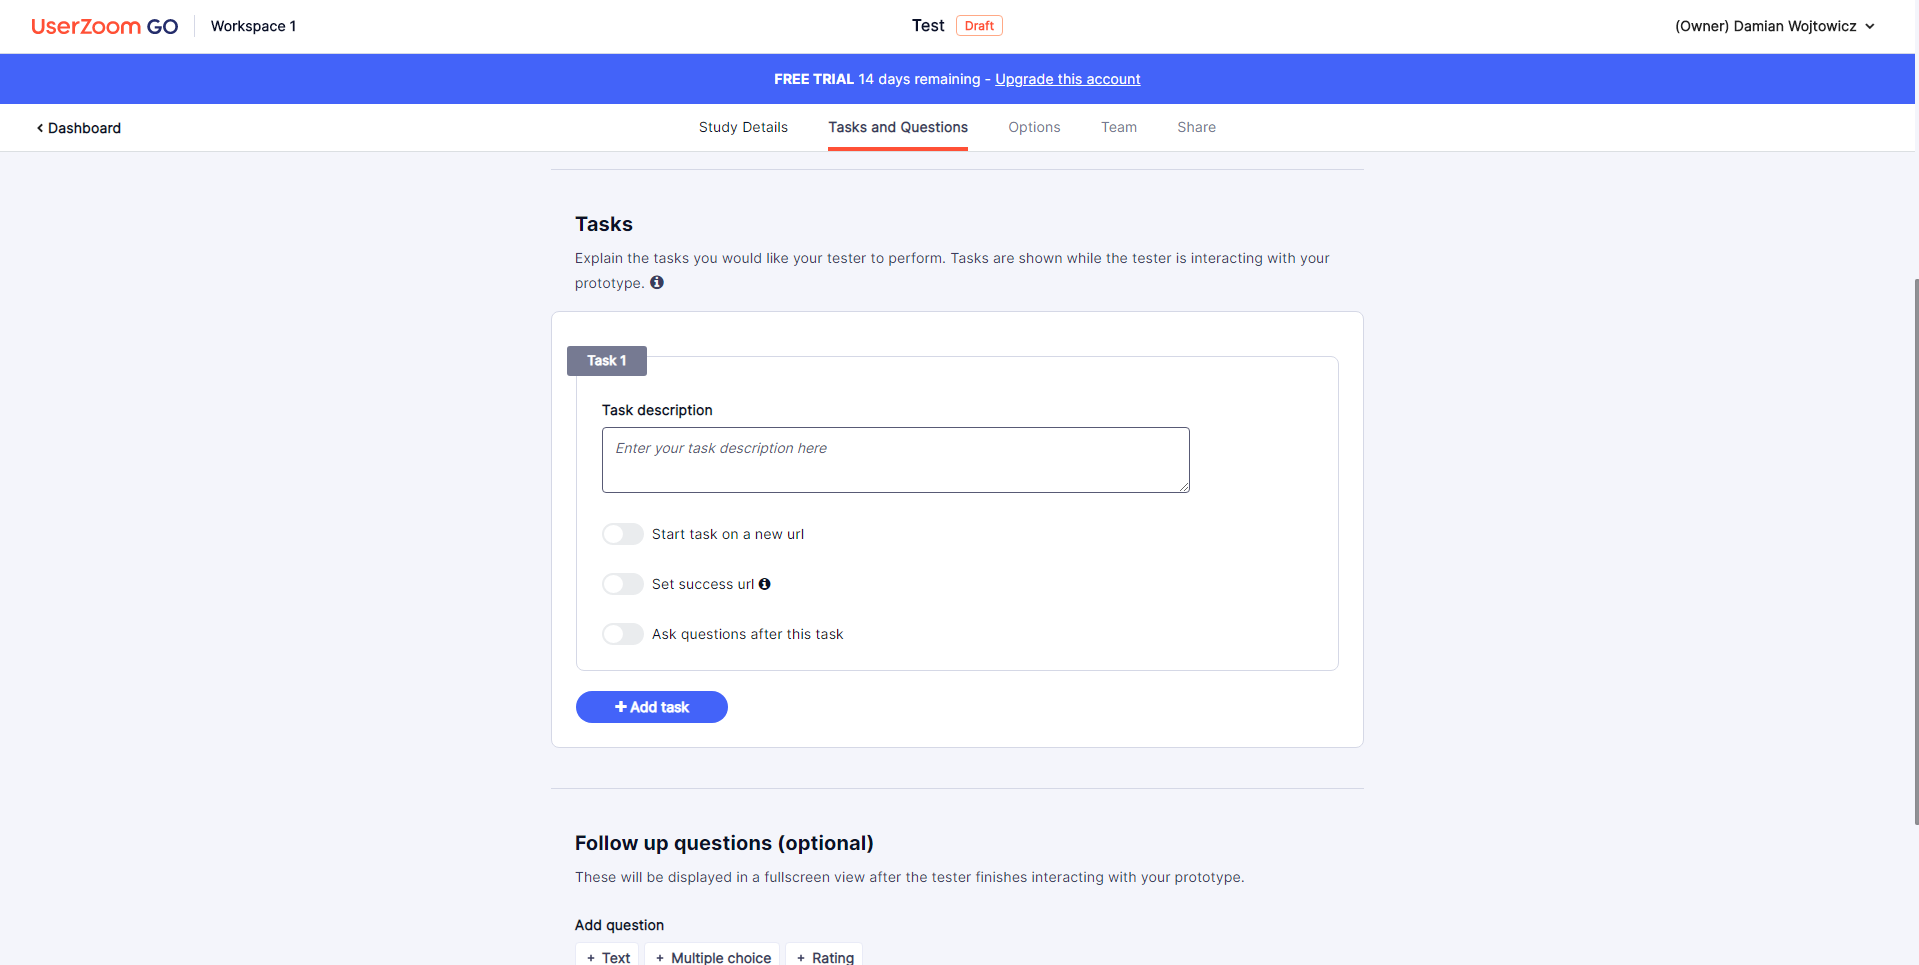 UserZoom GO
Workspace 1
Test
Draft
(Owner) Damian Wojtowicz
FREE TRIAL 14 days remaining - Upgrade this account
Dashboard
Study Details
Tasks and Questions
Options
Team
Share
Tasks
Explain the tasks you would like your tester to perform. Tasks are shown while the tester is interacting with your
prototype.
Task 1
Task description
Enter your task description here
Start task on a new url
Set success url
Ask questions after this task
+ Add task
Follow up questions (optional)
These will be displayed in a fullscreen view after the tester finishes interacting with your prototype.
Add question
+ Text
+ Multiple choice
+ Rating